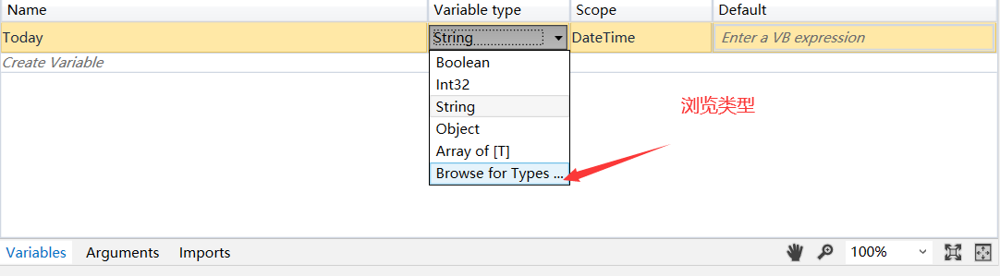 Name Variable type Scope Default
Today String DateTime Enter a VB expression
Create Variable
Boolean
Int32
String
Object
Array of [T]
Browse for Types ...
浏览类型
Variables Arguments Imports 100%